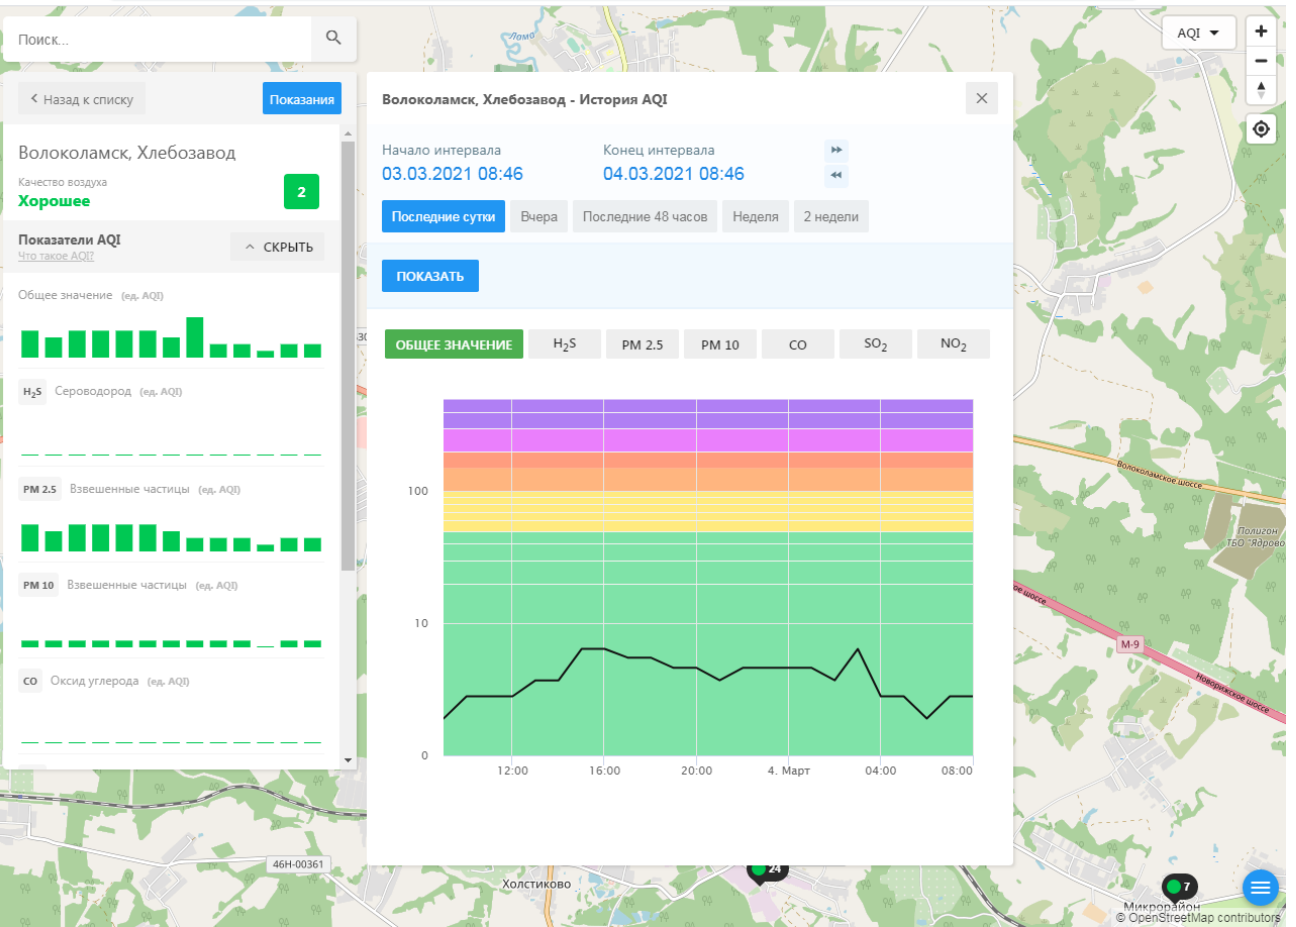 Поиск...
AQI
Лама
Назад к списку
Показания
Волоколамск, Хлебозавод
Качество воздуха
Хорошее
2
Показатели AQI
Что такое AQI?
СКРЫТЬ
Общее значение (ед. AQI)
H₂S Сероводород (ед. AQI)
PM 2.5 Взвешенные частицы (ед. AQI)
PM 10 Взвешенные частицы (ед. AQI)
CO Оксид углерода (ед. AQI)
Волоколамск, Хлебозавод - История AQI
Начало интервала
03.03.2021 08:46
Конец интервала
04.03.2021 08:46
Последние сутки
Вчера
Последние 48 часов
Неделя
2 недели
ПОКАЗАТЬ
ОБЩЕЕ ЗНАЧЕНИЕ
H₂S
PM 2.5
PM 10
CO
SO₂
NO₂
100
10
0
12:00
16:00
20:00
4. Март
04:00
08:00
Волоколамское шоссе
Полигон
ТБО "Ядрово
М-9
Новорижское шоссе
46Н-00361
Холстиково
24
7
Микрорайон
© OpenStreetMap contributors